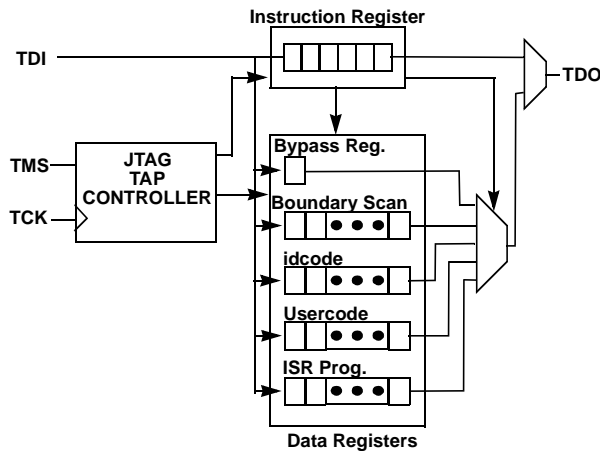 Instruction Register
TDI
TDO
Bypass Reg.
TMS
JTAG
TAP
CONTROLLER
TCK
Boundary Scan
idcode
Usercode
ISR Prog.
Data Registers